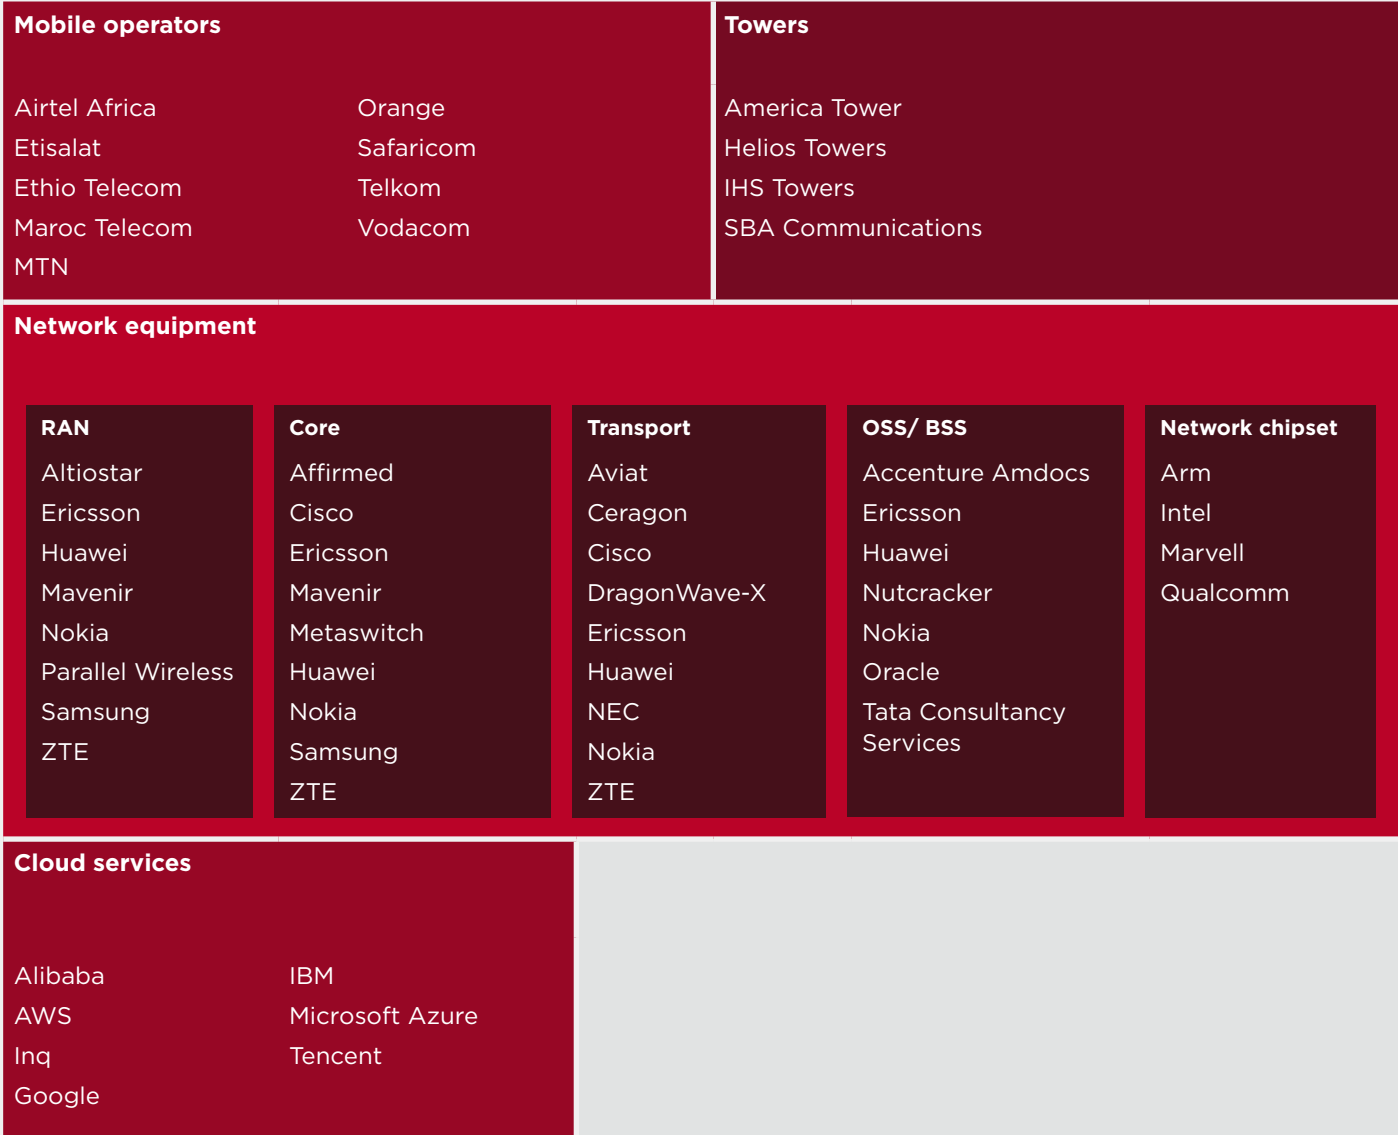 Mobile operators
Airtel Africa
Etisalat
Ethio Telecom
Maroc Telecom
MTN
Orange
Safaricom
Telkom
Vodacom
Towers
America Tower
Helios Towers
IHS Towers
SBA Communications
Network equipment
RAN
Altiostar
Ericsson
Huawei
Mavenir
Nokia
Parallel Wireless
Samsung
ZTE
Core
Affirmed
Cisco
Ericsson
Mavenir
Metaswitch
Huawei
Nokia
Samsung
ZTE
Transport
Aviat
Ceragon
Cisco
DragonWave-X
Ericsson
Huawei
NEC
Nokia
ZTE
OSS/ BSS
Accenture Amdocs
Ericsson
Huawei
Nutcracker
Nokia
Oracle
Tata Consultancy
Services
Network chipset
Arm
Intel
Marvell
Qualcomm
Cloud services
Alibaba
AWS
Inq
Google
IBM
Microsoft Azure
Tencent